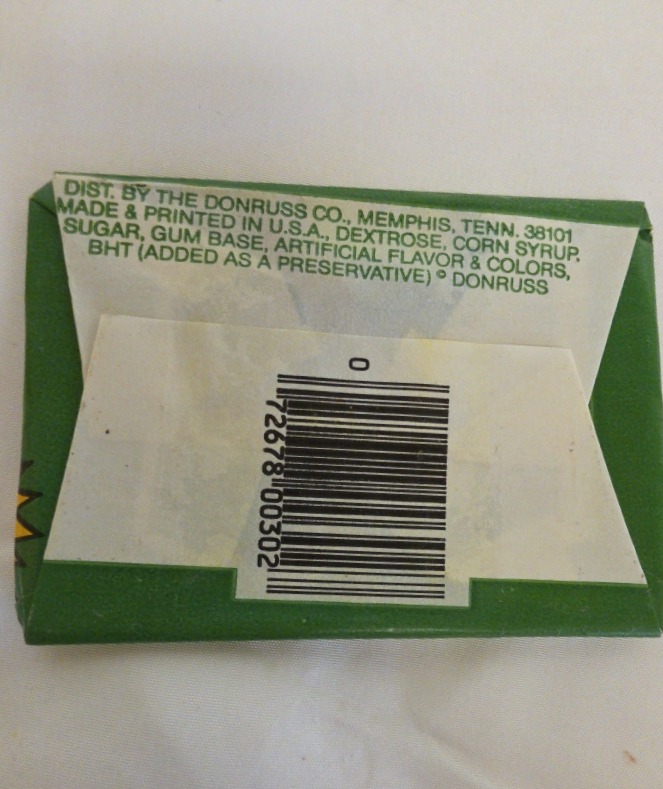 DIST. BY THE DONRUSS CO., MEMPHIS, TENN. 38101
MADE & PRINTED IN U.S.A., DEXTROSE, CORN SYRUP,
SUGAR, GUM BASE, ARTIFICIAL FLAVOR & COLORS,
BHT (ADDED AS A PRESERVATIVE) © DONRUSS
0
72678 00302